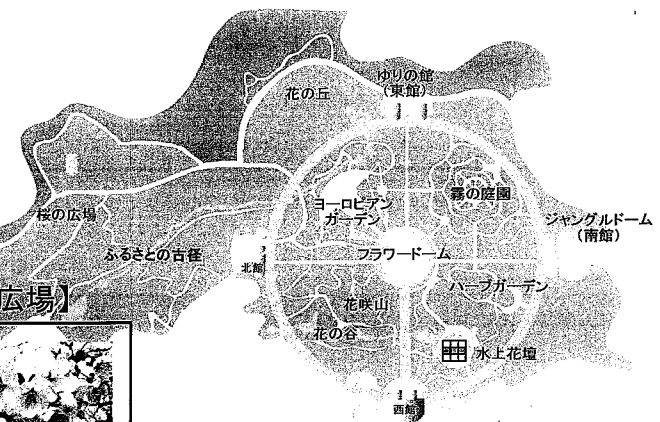 ゆりの館
(東館)
花の丘
霧の庭園
ヨーロピアン
ガーデン
桜の広場
ジャングルドーム
(南館)
ふるさとの古径
フラワードーム
北館
ハーブガーデン
広場】
花咲山
花の谷
水上花壇
西館